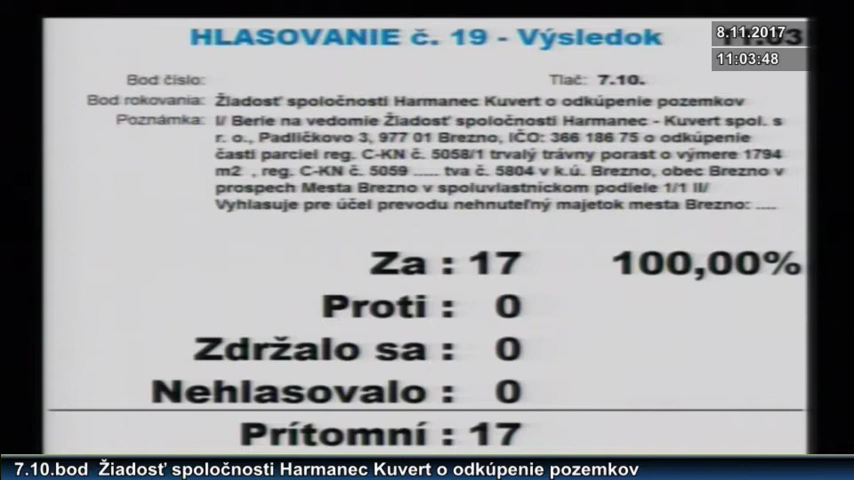 HLASOVANIE č. 19 - Výsledok
11:03
8.11.2017
11:03:48
Bod číslo: Tlač: 7.10.
Bod rokovania: Žiadosť spoločnosti Harmanec Kuvert o odkúpenie pozemkov
Poznámka: I/ Berie na vedomie Žiadosť spoločnosti Harmanec - Kuvert spol. s
r. o., Padličkovo 3, 977 01 Brezno, IČO: 366 186 75 o odkúpenie
časti parciel reg. C-KN č. 5058/1 trvalý trávny porast o výmere 1794
m2 , reg. C-KN č. 5059 ..... tva č. 5804 v k.ú. Brezno, obec Brezno v
prospech Mesta Brezno v spoluvlastníckom podiele 1/1 II/
Vyhlasuje pre účel prevodu nehnuteľný majetok mesta Brezno: ....
Za : 17 100,00%
Proti : 0
Zdržalo sa : 0
Nehlasovalo : 0
Prítomní : 17
7.10.bod Žiadosť spoločnosti Harmanec Kuvert o odkúpenie pozemkov